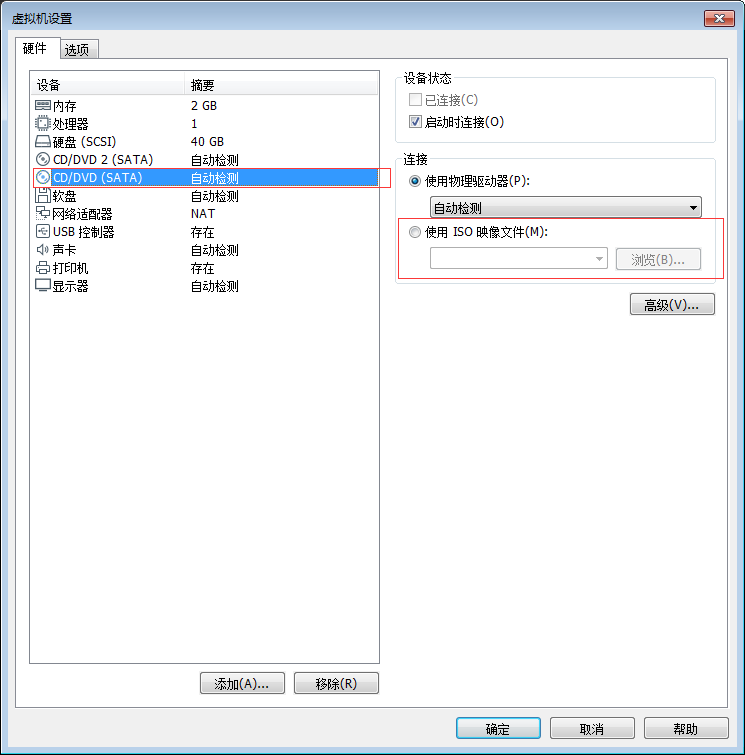 虚拟机设置
硬件 选项
设备 摘要
内存 2 GB
处理器 1
硬盘 (SCSI) 40 GB
CD/DVD 2 (SATA) 自动检测
CD/DVD (SATA) 自动检测
软盘 自动检测
网络适配器 NAT
USB 控制器 存在
声卡 自动检测
打印机 存在
显示器 自动检测
添加(A)... 移除(R)
设备状态
已连接(C)
启动时连接(O)
连接
使用物理驱动器(P):
自动检测
使用 ISO 映像文件(M):
浏览(B)...
高级(V)...
确定 取消 帮助